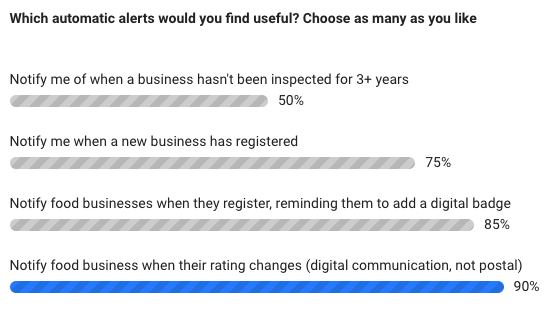 Which automatic alerts would you find useful? Choose as many as you like
Notify me of when a business hasn't been inspected for 3+ years
50%
Notify me when a new business has registered
75%
Notify food businesses when they register, reminding them to add a digital badge
85%
Notify food business when their rating changes (digital communication, not postal)
90%